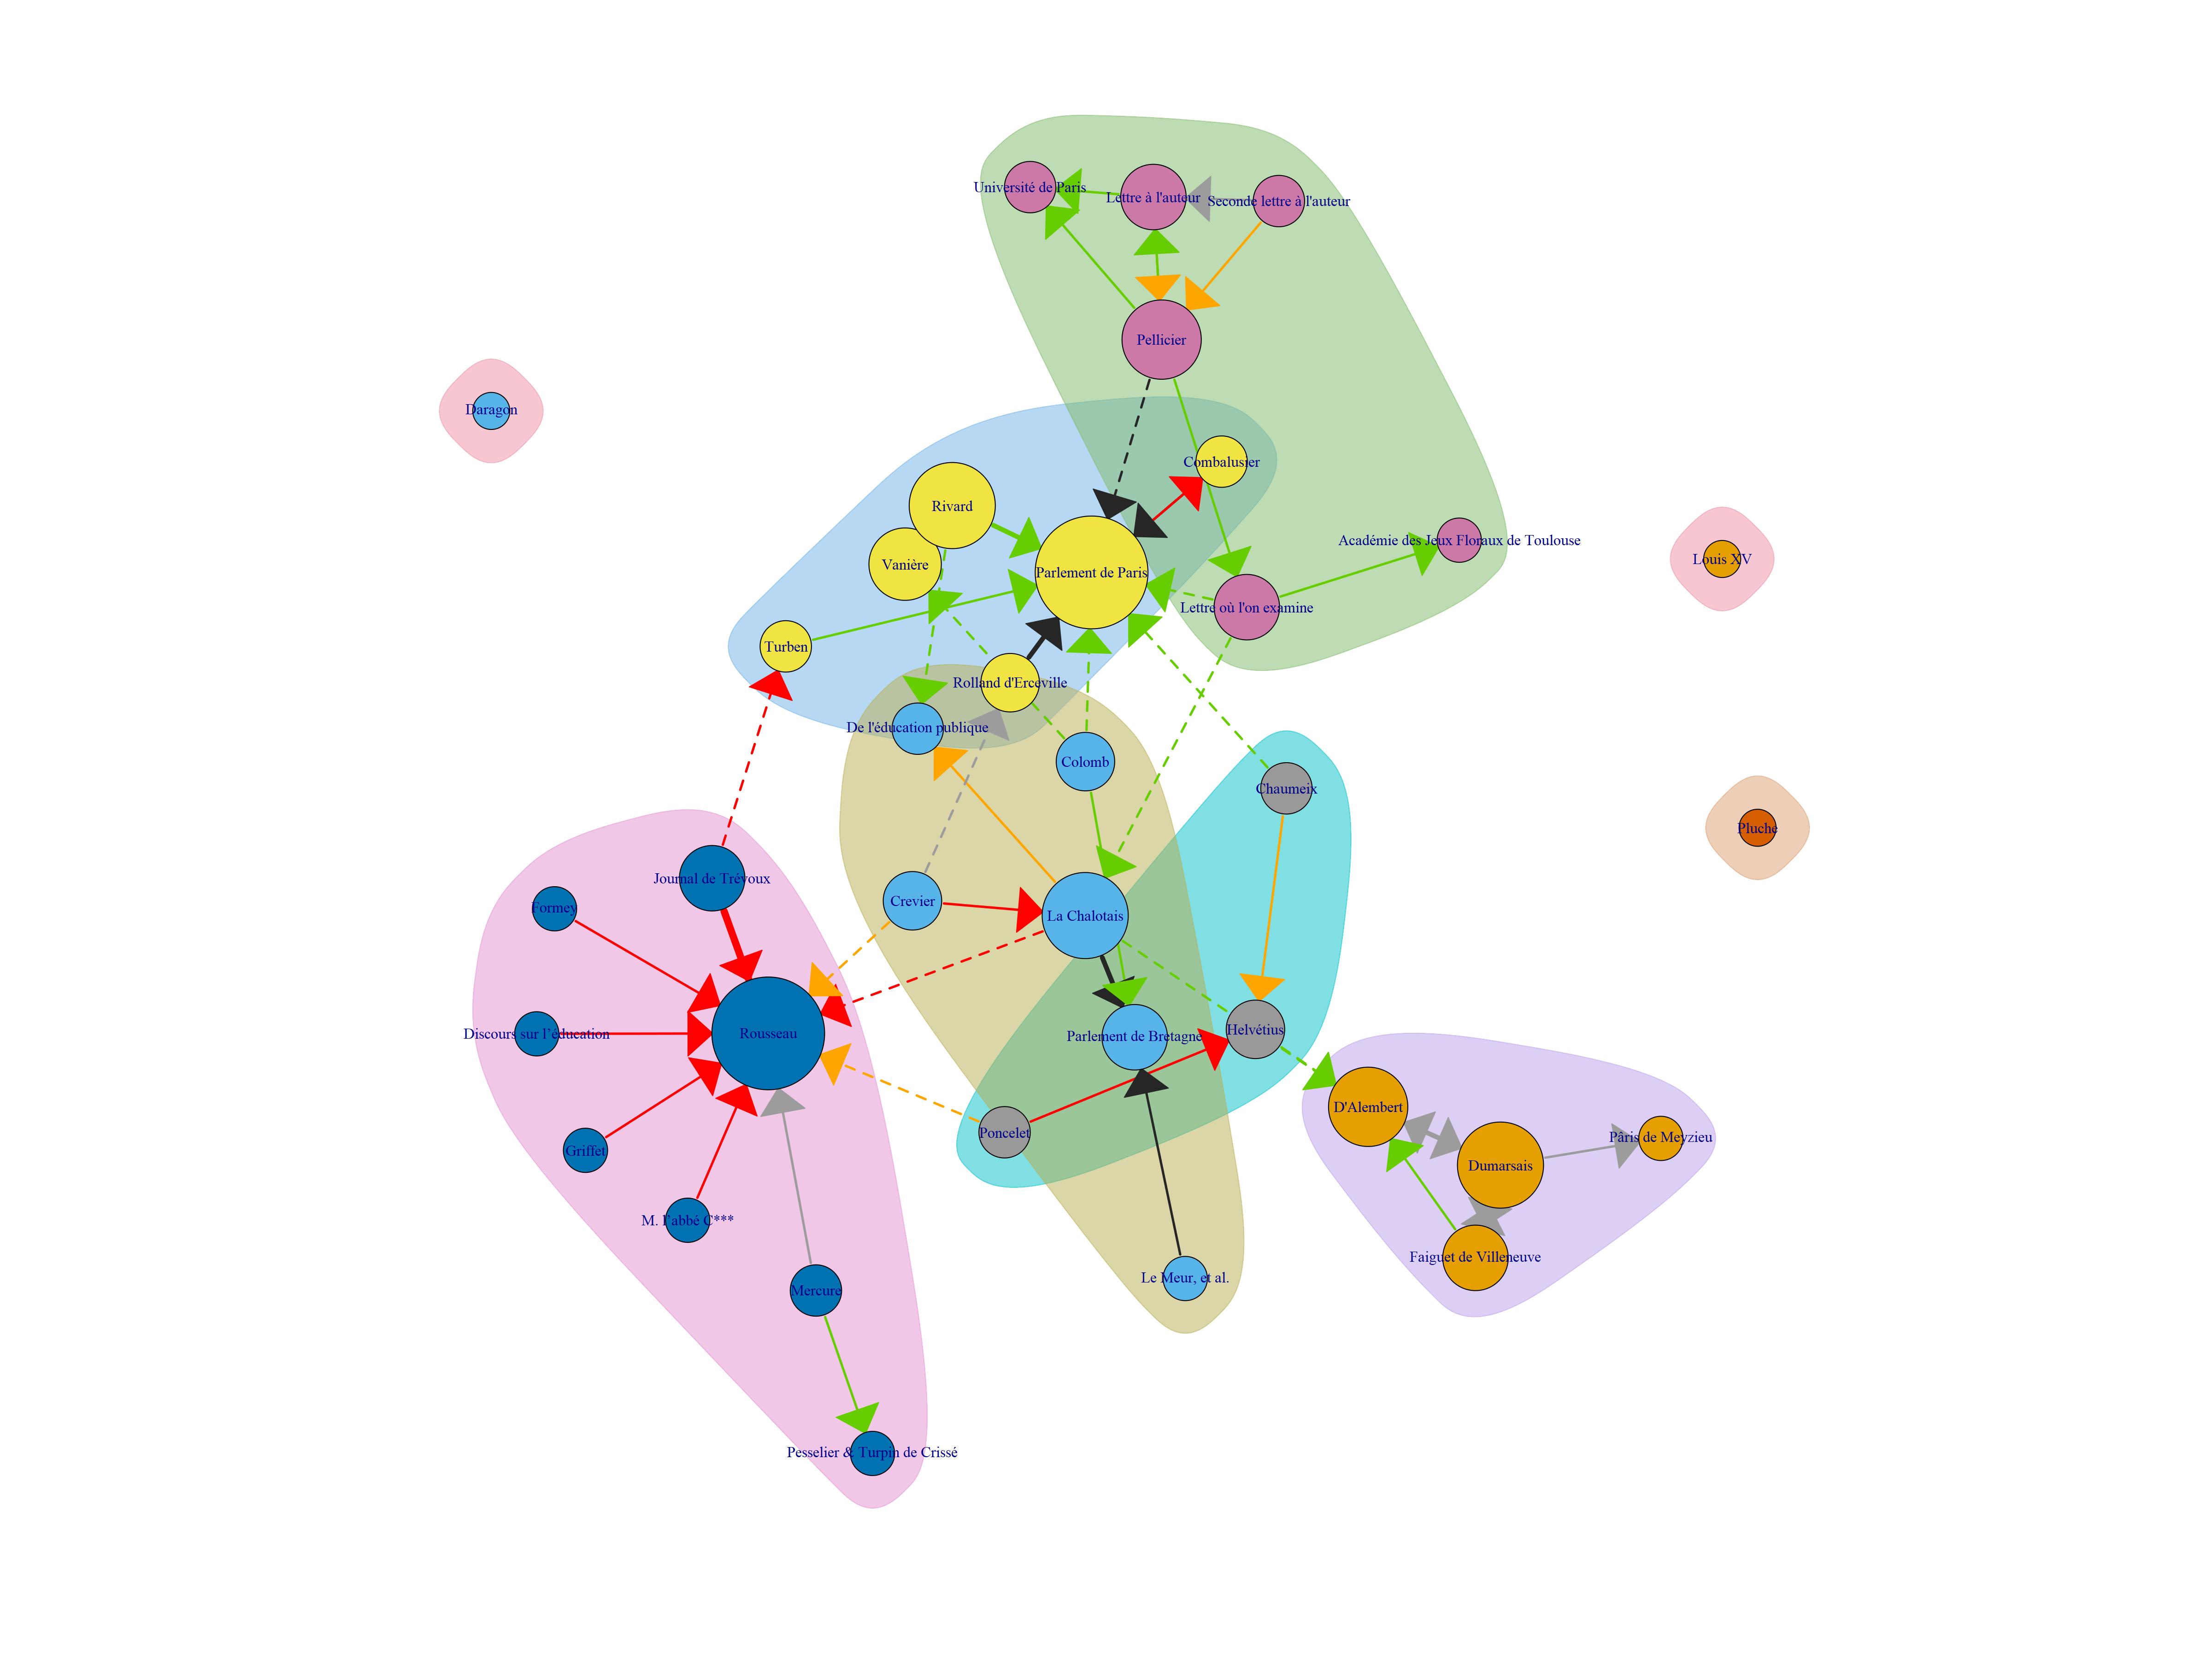 Université de Paris
Lettre à l'auteur
Seconde lettre à l'auteur
Pellicier
Daragon
Combalusier
Rivard
Académie des Jeux Floraux de Toulouse
Louis XV
Vanière
Parlement de Paris
Lettre où l'on examine
Turben
Rolland d'Erceville
De l'éducation publique
Colomb
Chaumeix
Pluche
Journal de Trévoux
Formey
Crevier
La Chalotais
Discours sur l’éducation
Rousseau
Parlement de Bretagne
Helvétius
D'Alembert
Poncelet
Pâris de Meyzieu
Griffet
Dumarsais
M. l'abbé C***
Faiguet de Villeneuve
Le Meur, et al.
Mercure
Pesselier & Turpin de Crissé